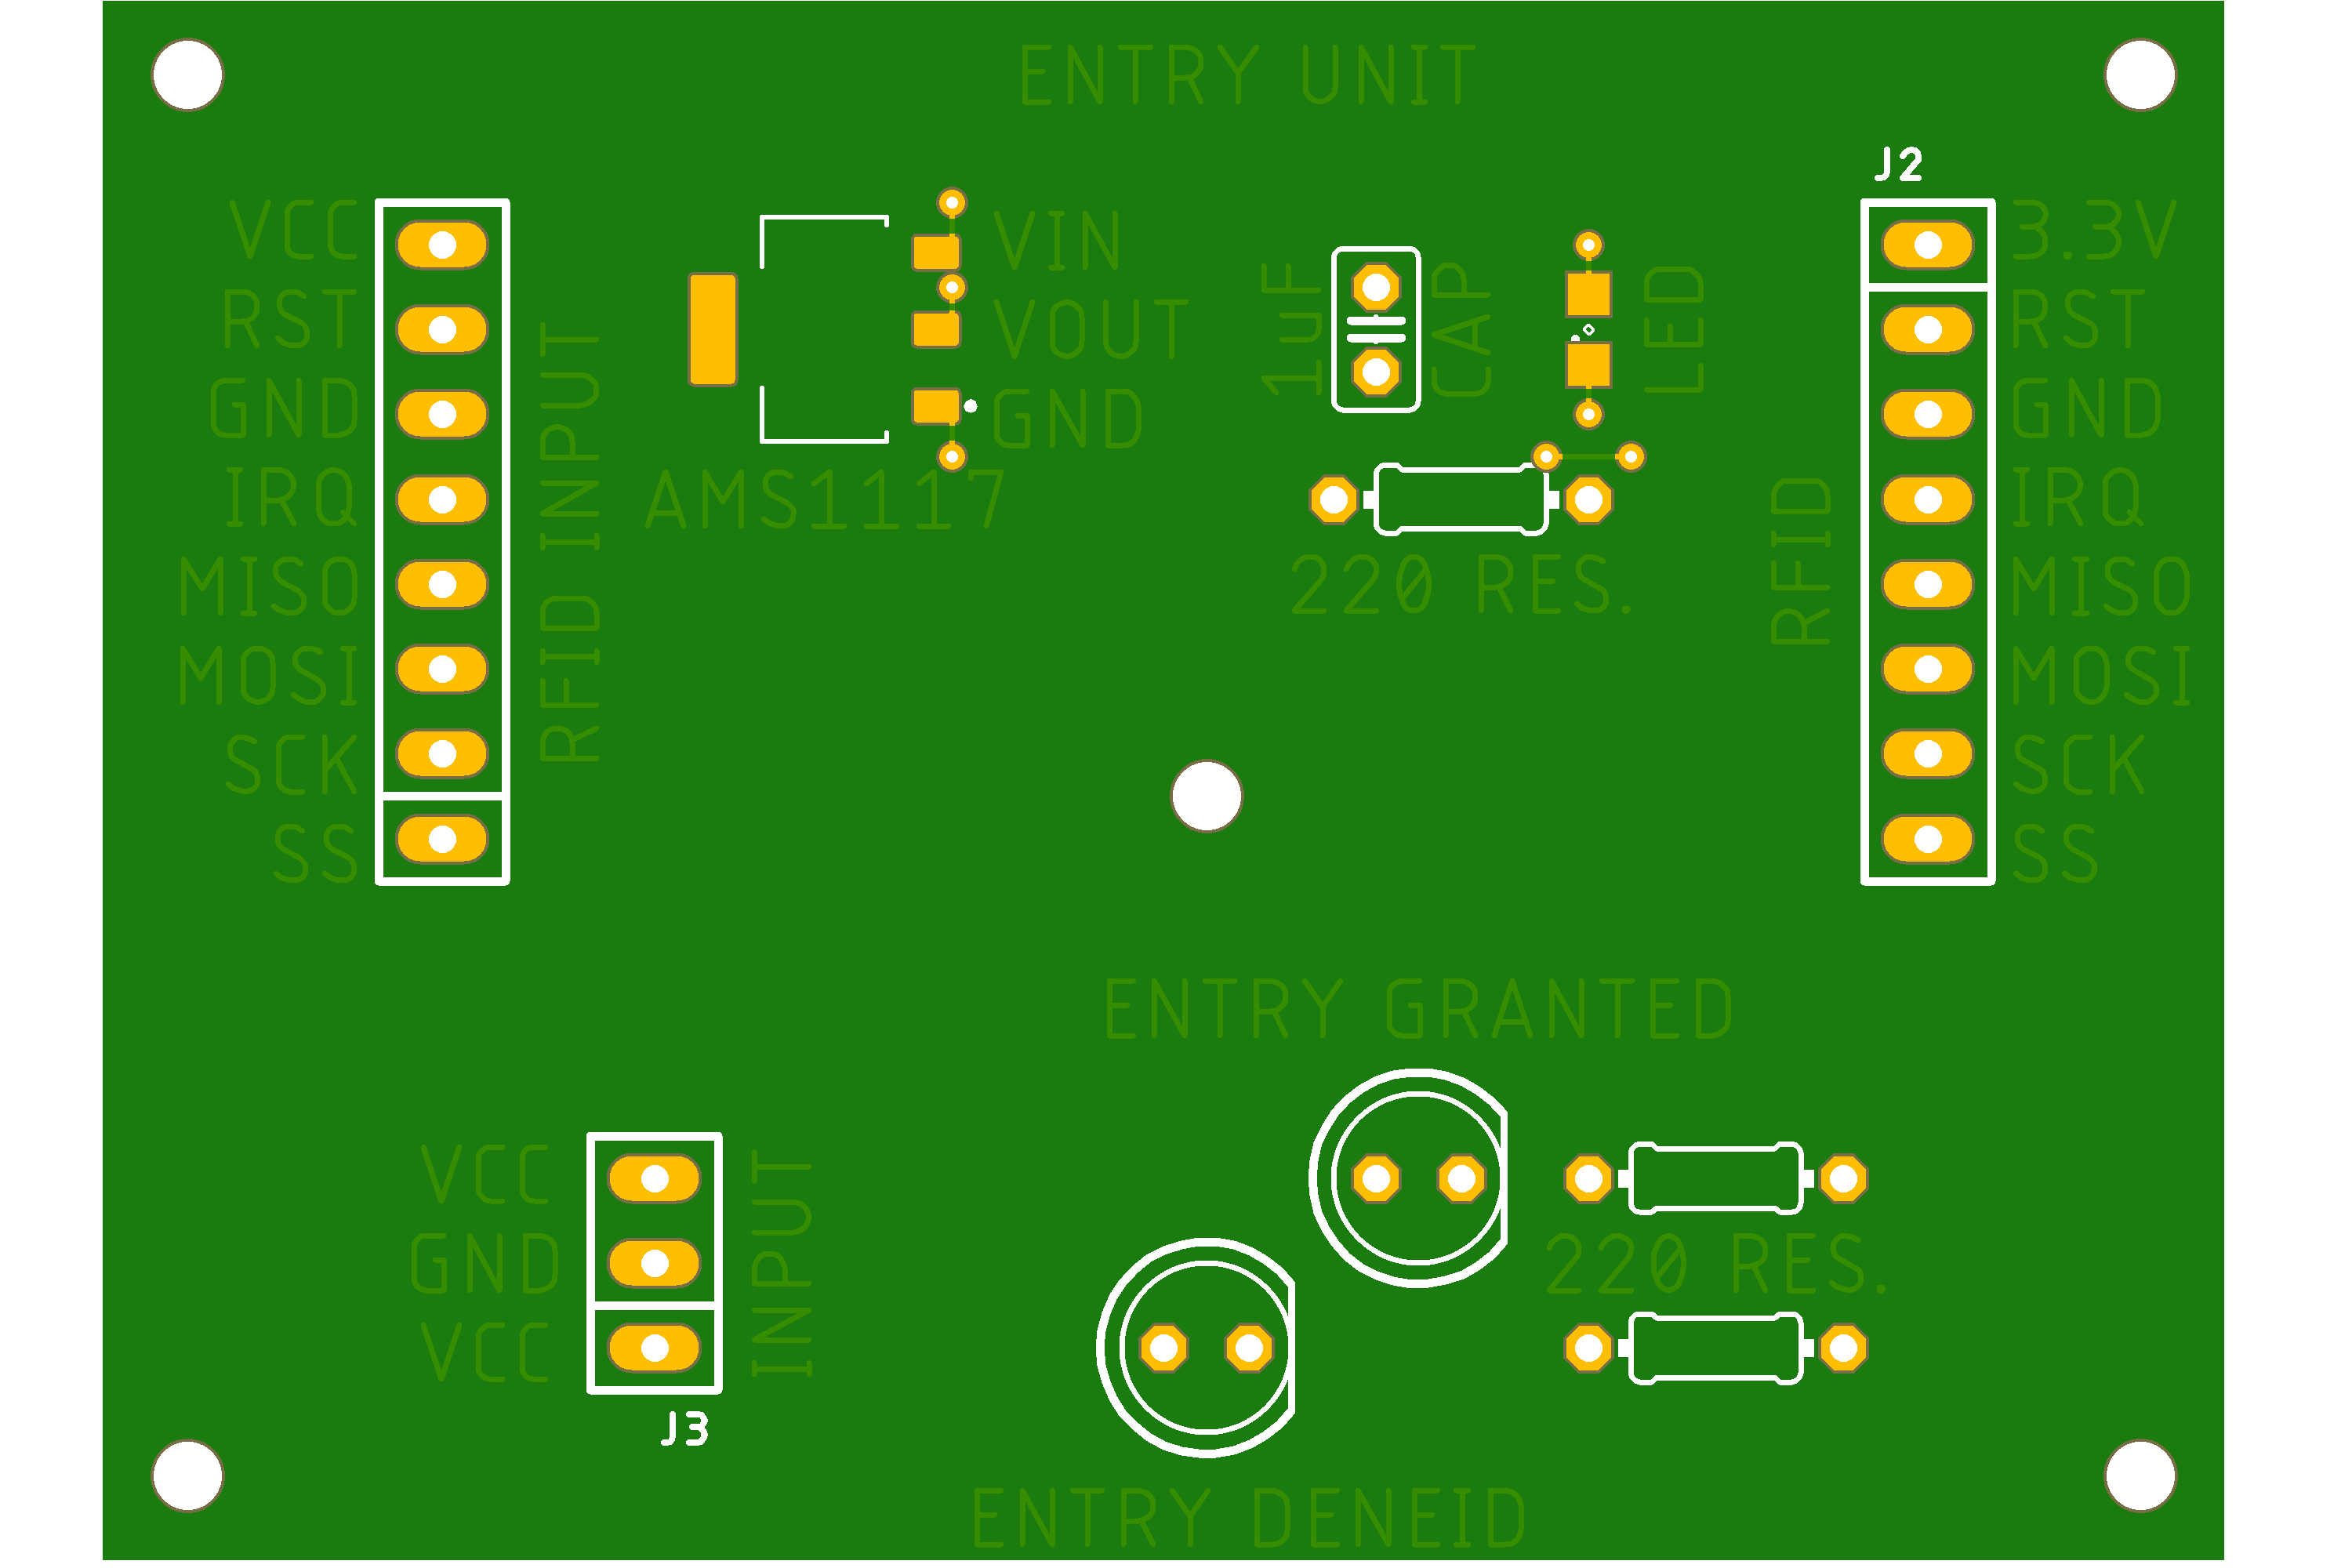 ENTRY UNIT
J2
VCC
RST
GND
IRQ
MISO
MOSI
SCK
SS
RFID INPUT
VIN
VOUT
GND
AMS1117
1uF
CAP
LED
220 RES.
RFID
3.3V
RST
GND
IRQ
MISO
MOSI
SCK
SS
ENTRY GRANTED
VCC
GND
VCC
INPUT
J3
220 RES.
ENTRY DENEID